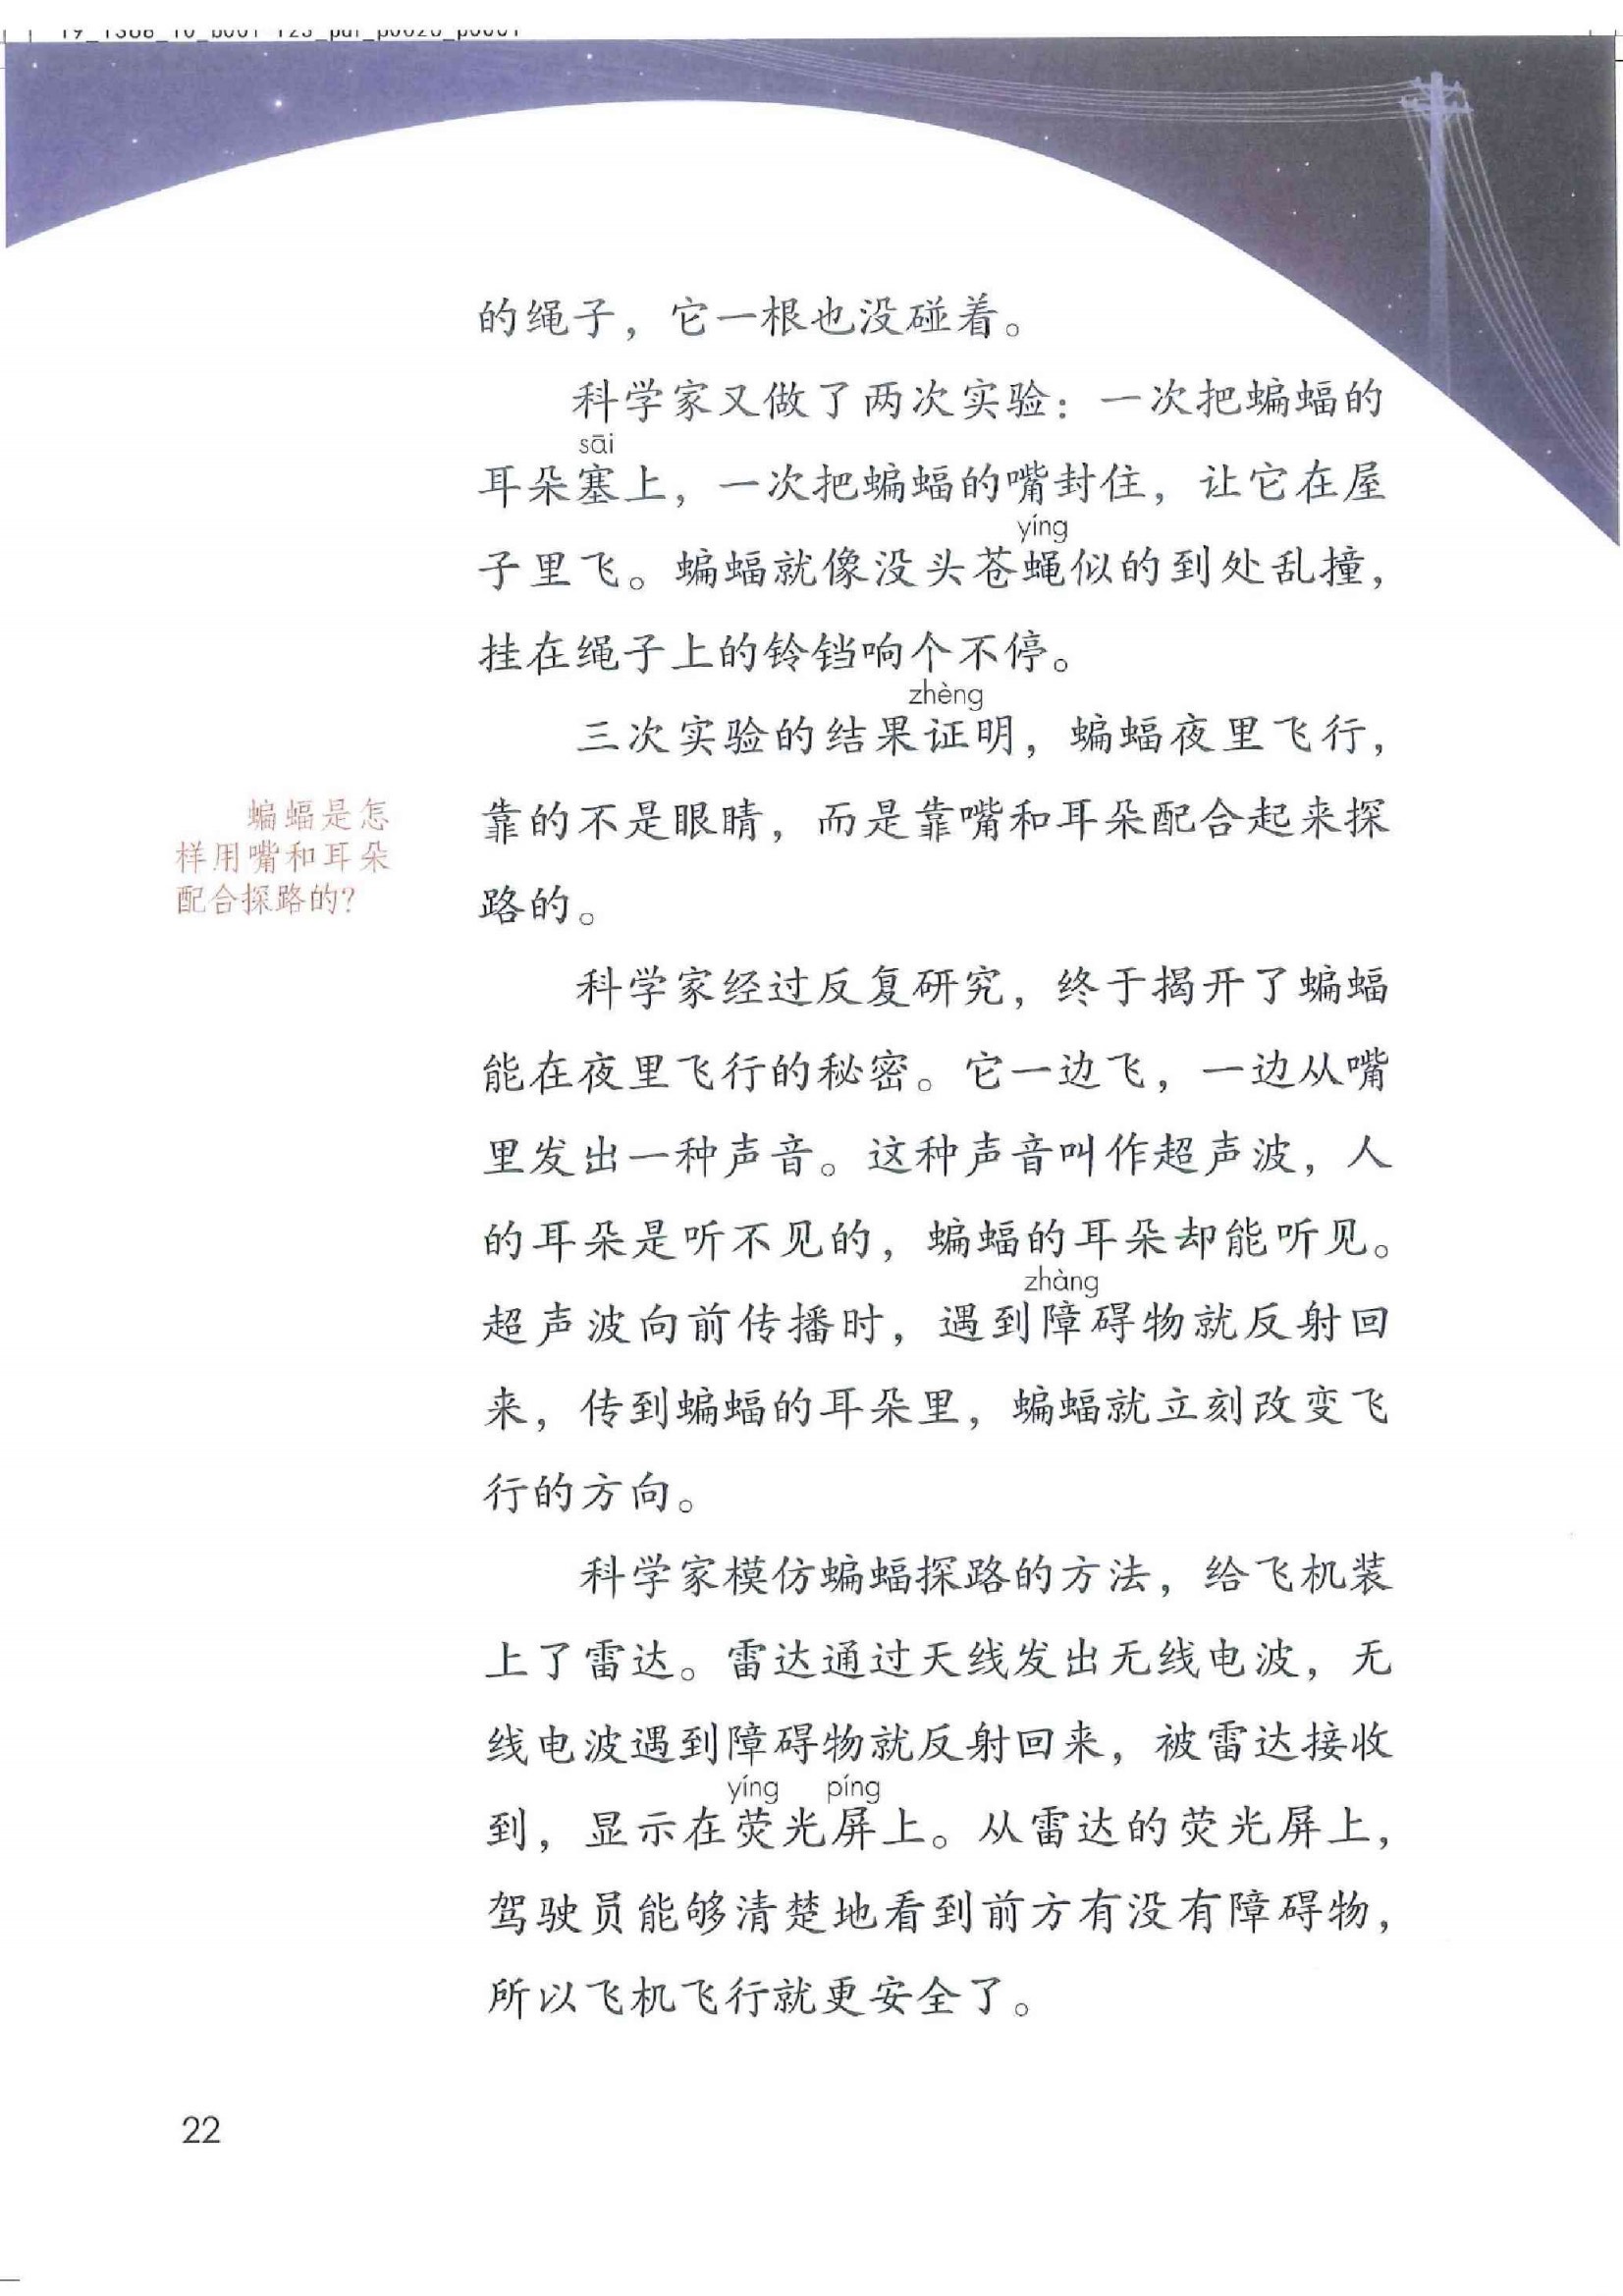 的绳子，它一根也没碰着。
科学家又做了两次实验：一次把蝙蝠的
sāi
耳朵塞上，一次把蝙蝠的嘴封住，让它在屋
yíng
子里飞。蝙蝠就像没头苍蝇似的到处乱撞，
挂在绳子上的铃铛响个不停。
zhèng
三次实验的结果证明，蝙蝠夜里飞行，
靠的不是眼睛，而是靠嘴和耳朵配合起来探
路的。
蝙蝠是怎
样用嘴和耳朵
配合探路的？
科学家经过反复研究，终于揭开了蝙蝠
能在夜里飞行的秘密。它一边飞，一边从嘴
里发出一种声音。这种声音叫作超声波，人
的耳朵是听不见的，蝙蝠的耳朵却能听见。
zhàng
超声波向前传播时，遇到障碍物就反射回
来，传到蝙蝠的耳朵里，蝙蝠就立刻改变飞
行的方向。
科学家模仿蝙蝠探路的方法，给飞机装
上了雷达。雷达通过天线发出无线电波，无
线电波遇到障碍物就反射回来，被雷达接收
yíng píng
到，显示在荧光屏上。从雷达的荧光屏上，
驾驶员能够清楚地看到前方有没有障碍物，
所以飞机飞行就更安全了。
22